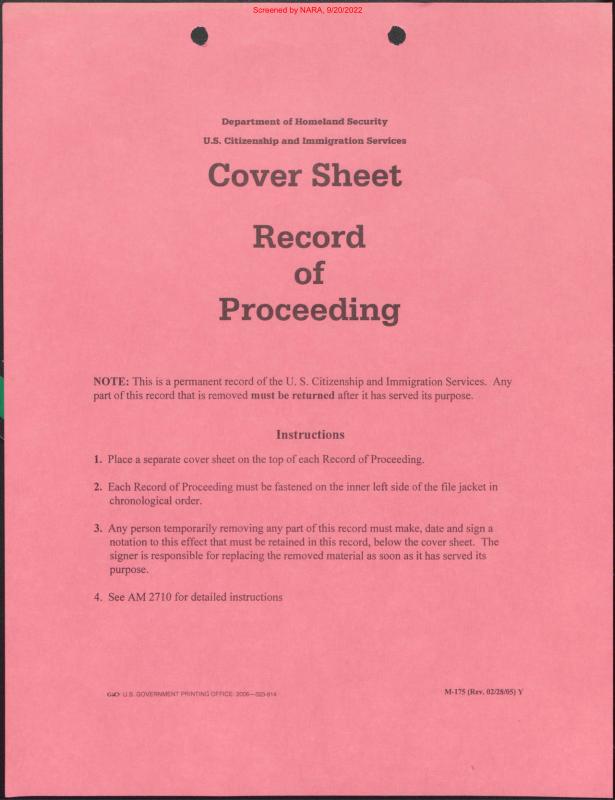 Screened by NARA, 9/20/2022
Department of Homeland Security
U.S. Citizenship and Immigration Services
Cover Sheet
Record
of
Proceeding
NOTE: This is a permanent record of the U. S. Citizenship and Immigration Services. Any
part of this record that is removed must be returned after it has served its purpose.
Instructions
1. Place a separate cover sheet on the top of each Record of Proceeding.
2. Each Record of Proceeding must be fastened on the inner left side of the file jacket in
chronological order.
3. Any person temporarily removing any part of this record must make, date and sign a
notation to this effect that must be retained in this record, below the cover sheet. The
signer is responsible for replacing the removed material as soon as it has served its
purpose.
4. See AM 2710 for detailed instructions
GPO U.S. GOVERNMENT PRINTING OFFICE: 2006—320-814
M-175 (Rev. 02/28/05) Y